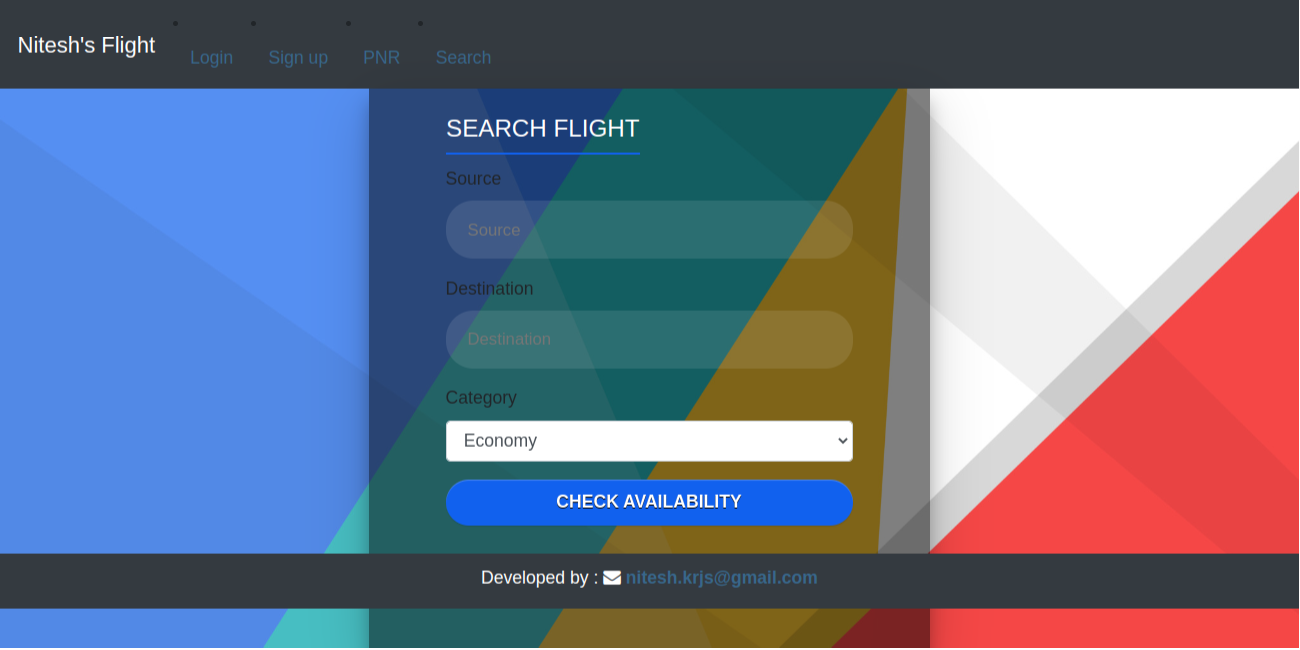 Nitesh's Flight
Login
Sign up
PNR
Search
SEARCH FLIGHT
Source
Source
Destination
Destination
Category
Economy
CHECK AVAILABILITY
Developed by : nitesh.krjs@gmail.com